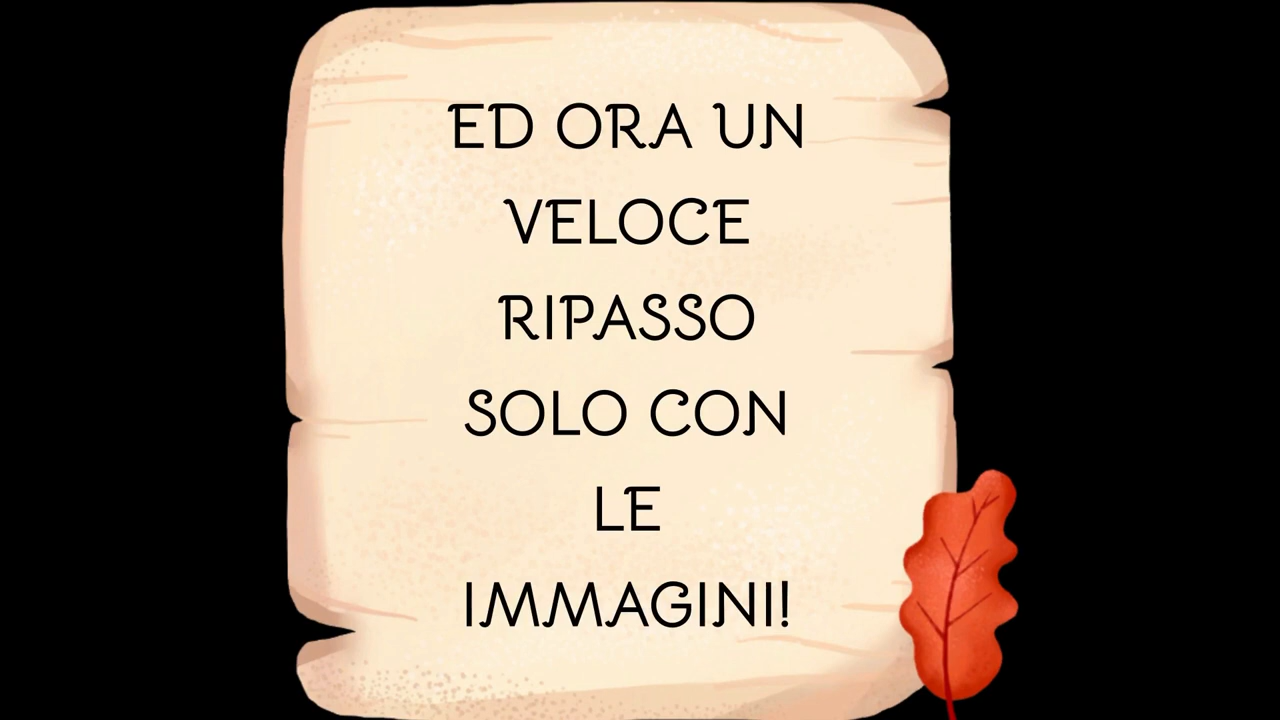 ED ORA UN
VELOCE
RIPASSO
SOLO CON
LE
IMMAGINI!